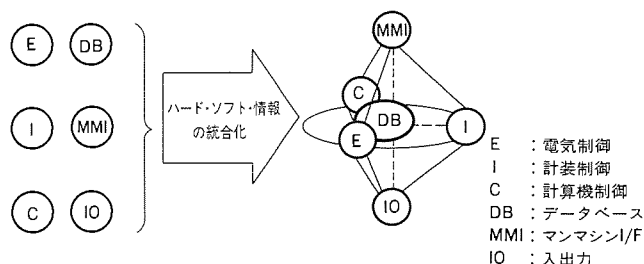 E DB
I MMI
C IO
ハード・ソフト・情報
の統合化
MMI
C
DB
I
E
IO
E :電気制御
I :計装制御
C :計算機制御
DB :データベース
MMI:マンマシンI/F
IO :入出力